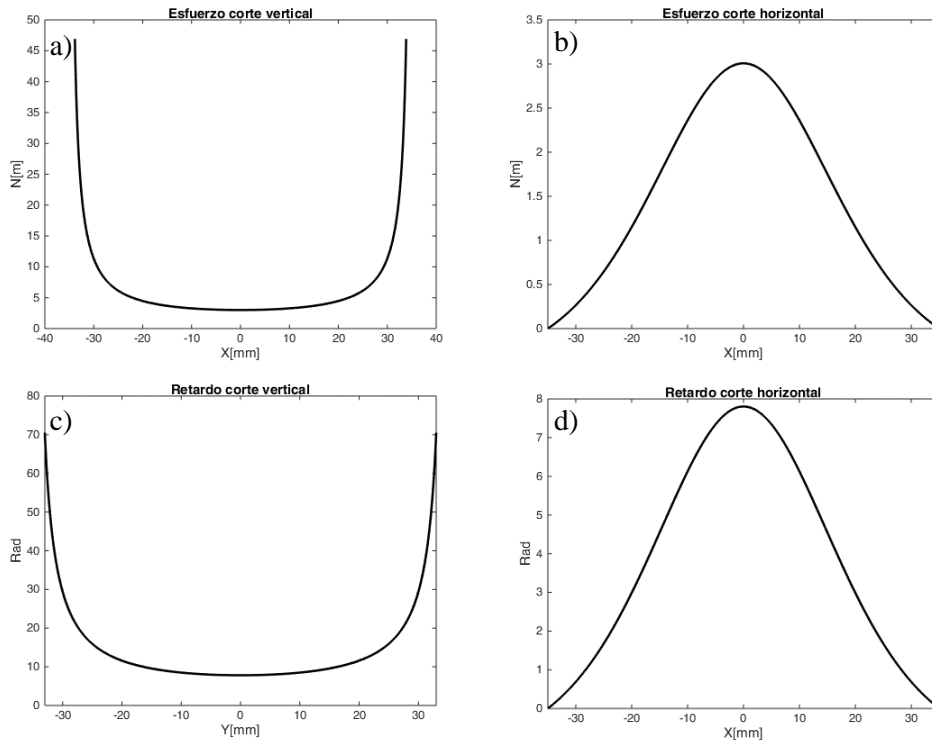 Esfuerzo corte vertical
a)
50
45
40
35
30
25
20
15
10
5
0
N[m]
-40 -30 -20 -10 0 10 20 30 40
X[mm]
Esfuerzo corte horizontal
b)
3.5
3
2.5
2
1.5
1
0.5
0
N[m]
-30 -20 -10 0 10 20 30
X[mm]
Retardo corte vertical
c)
80
70
60
50
40
30
20
10
0
Rad
-30 -20 -10 0 10 20 30
Y[mm]
Retardo corte horizontal
d)
8
7
6
5
4
3
2
1
0
Rad
-30 -20 -10 0 10 20 30
X[mm]